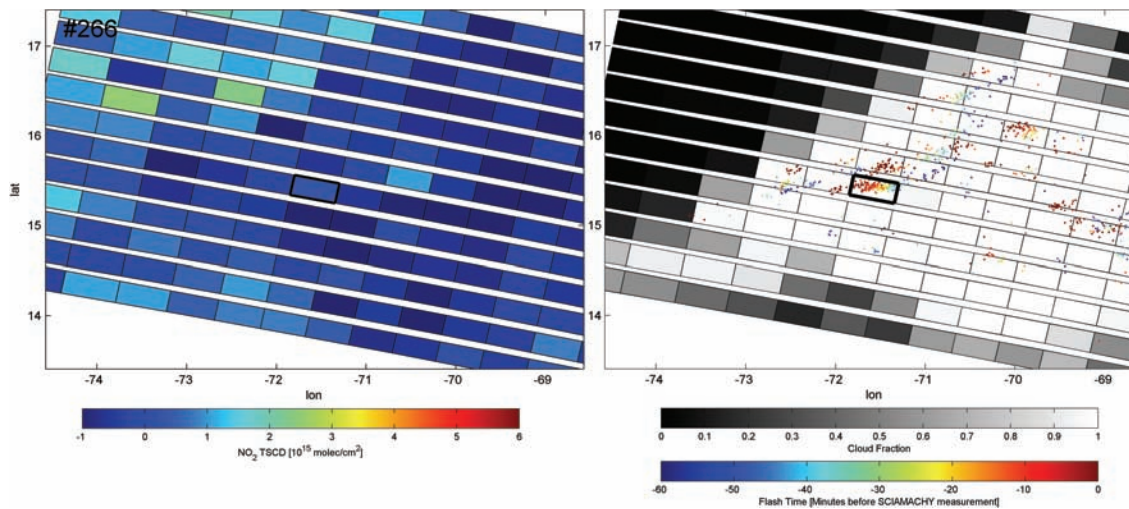 #266
17
16
15
14
lat
-74 -73 -72 -71 -70 -69
lon
-1 0 1 2 3 4 5 6
NO2 TSCD [10^15 molec/cm^2]
17
16
15
14
-74 -73 -72 -71 -70 -69
lon
0 0.1 0.2 0.3 0.4 0.5 0.6 0.7 0.8 0.9 1
Cloud Fraction
-60 -50 -40 -30 -20 -10 0
Flash Time [Minutes before SCIAMACHY measurement]